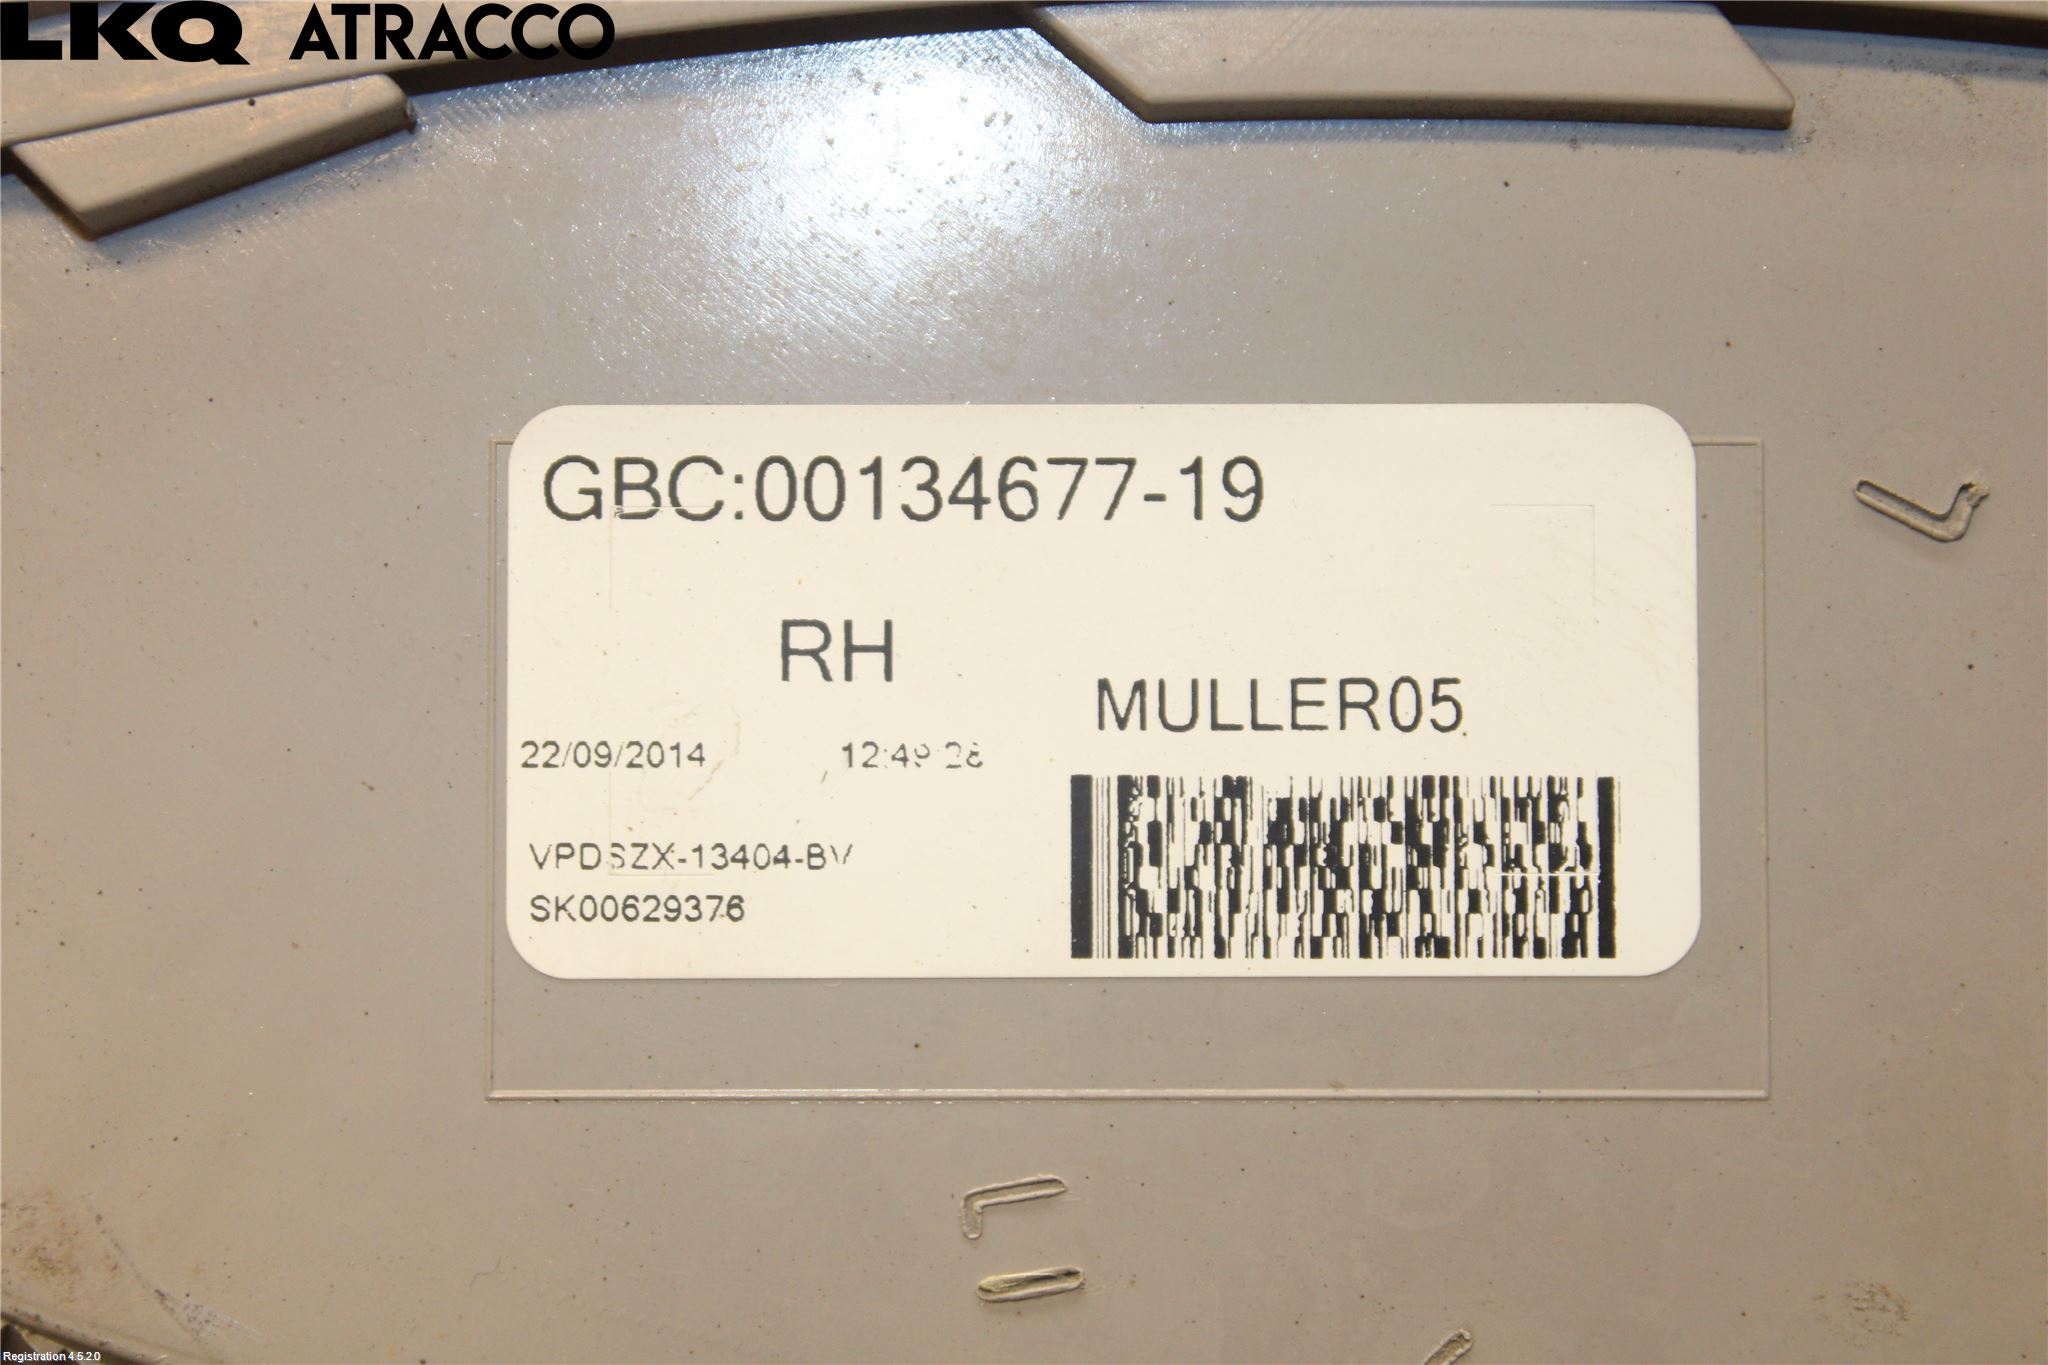 LKQ ATRACCO
GBC:00134677-19
RH
MULLER05
22/09/2014 12:49:28
VPDSZX-13404-BV
SK00629376
Registration 4.5.2.0